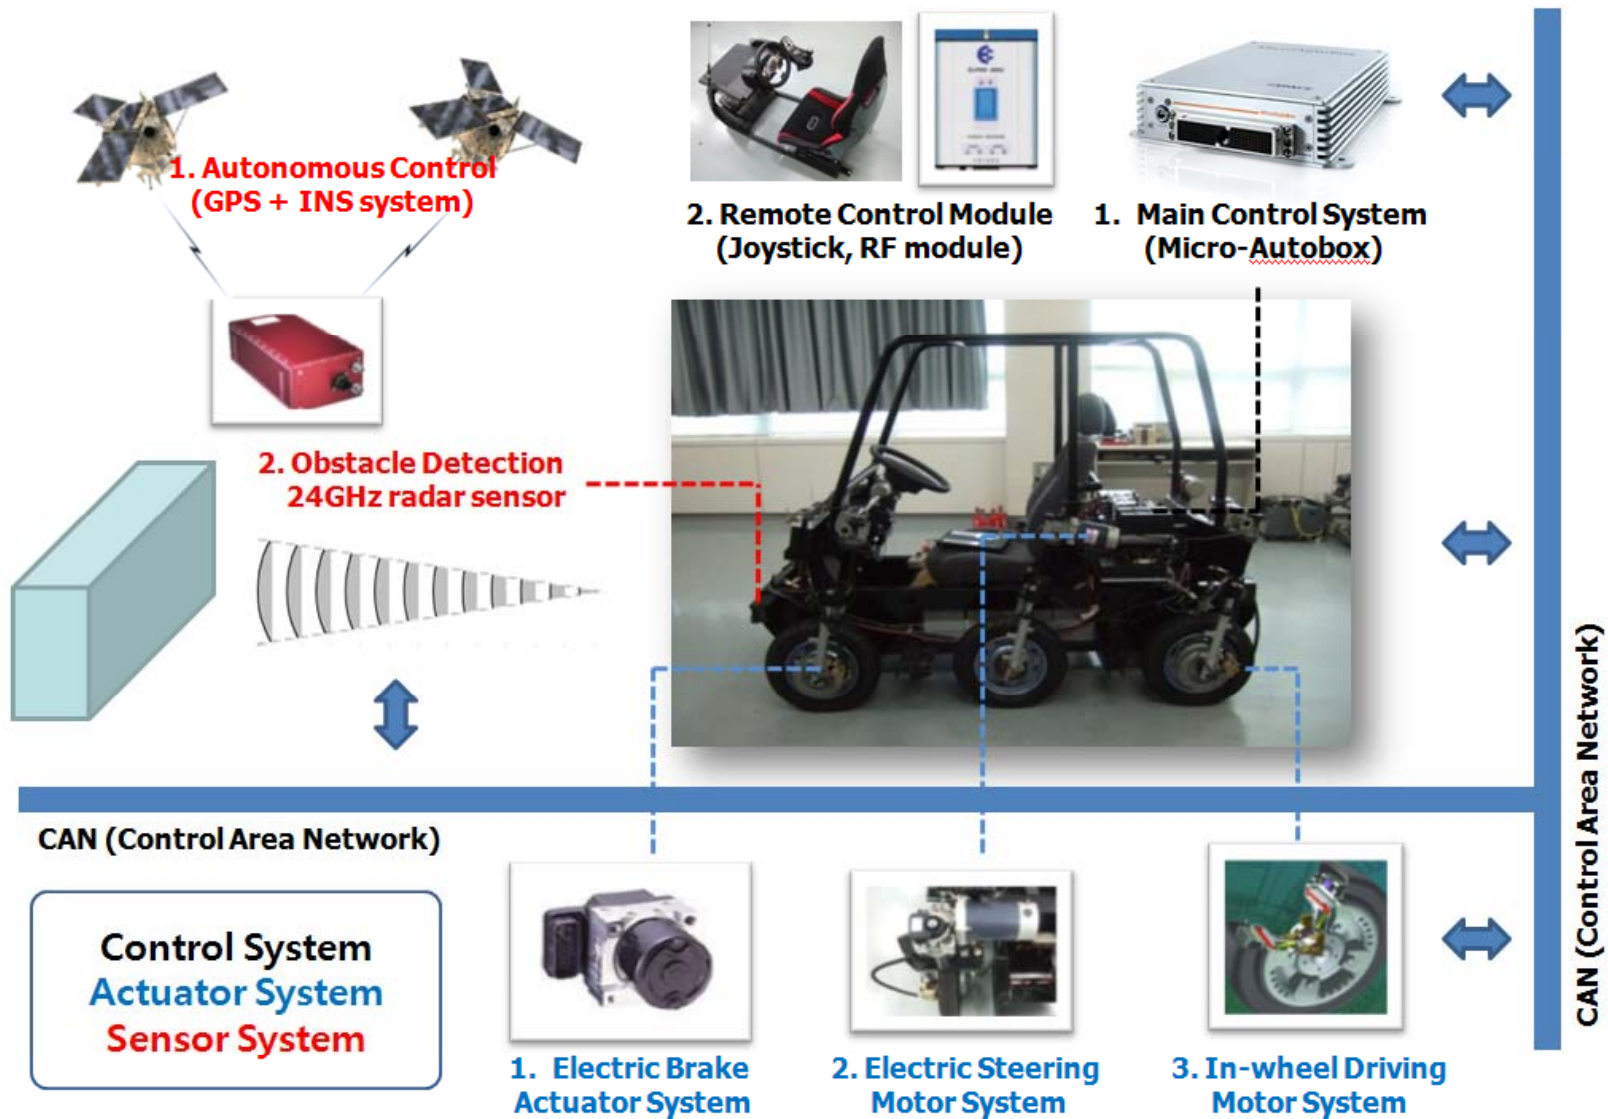 1. Autonomous Control
(GPS + INS system)
2. Remote Control Module
(Joystick, RF module)
1. Main Control System
(Micro-Autobox)
2. Obstacle Detection
24GHz radar sensor
CAN (Control Area Network)
CAN (Control Area Network)
Control System
Actuator System
Sensor System
1. Electric Brake
Actuator System
2. Electric Steering
Motor System
3. In-wheel Driving
Motor System